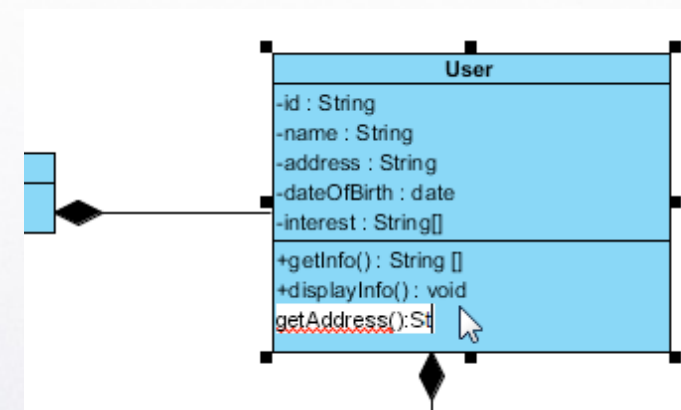 User
-id : String
-name : String
-address : String
-dateOfBirth : date
-interest : String[]
+getInfo() : String []
+displayInfo() : void
getAddress():St